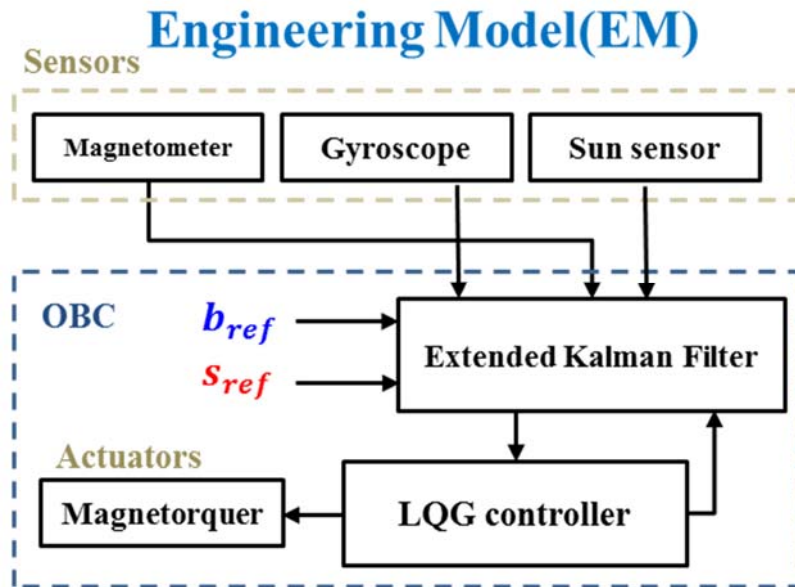 Engineering Model(EM)
Sensors
Magnetometer
Gyroscope
Sun sensor
OBC
b_ref
s_ref
Extended Kalman Filter
Actuators
Magnetorquer
LQG controller